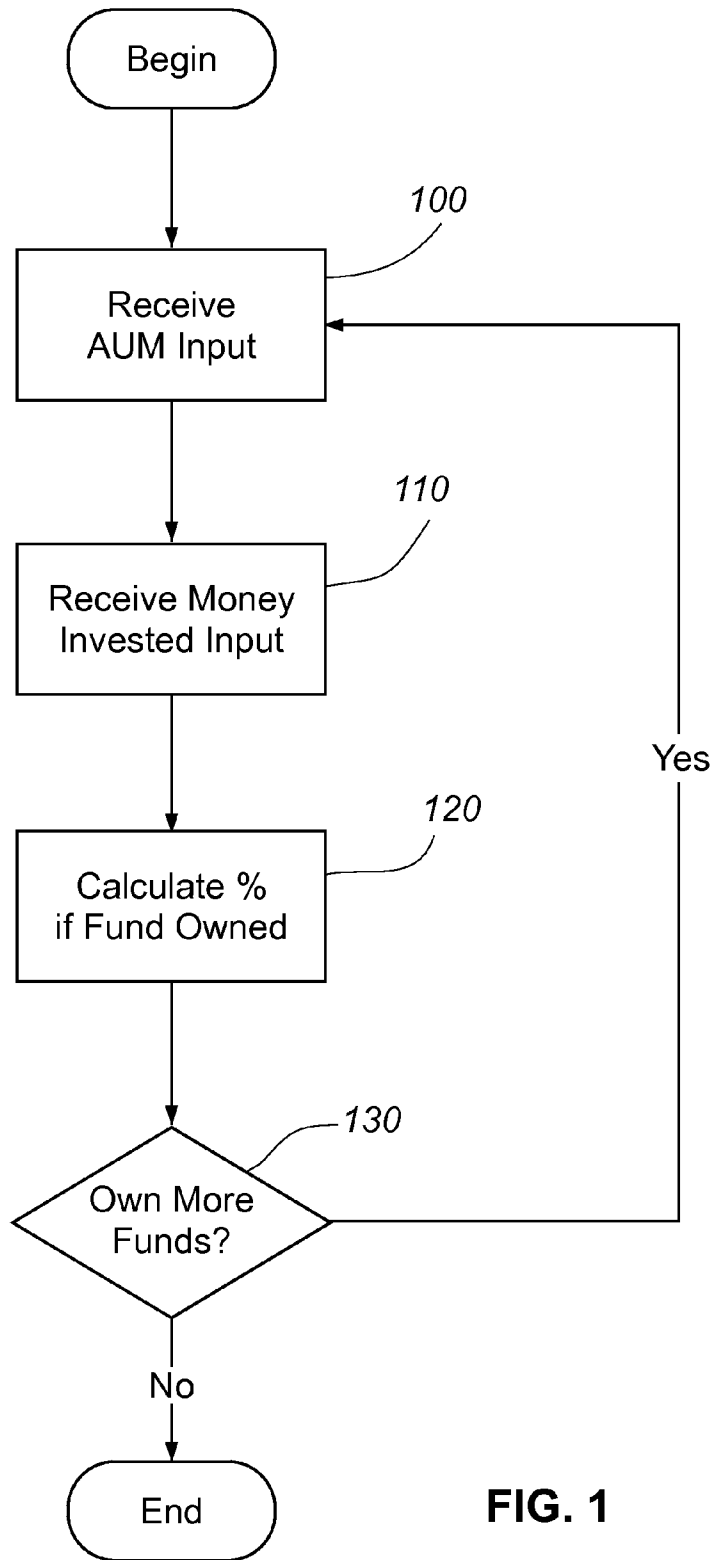 Begin
100
Receive
AUM Input
110
Receive Money
Invested Input
Yes
120
Calculate %
if Fund Owned
130
Own More
Funds?
No
End
FIG. 1